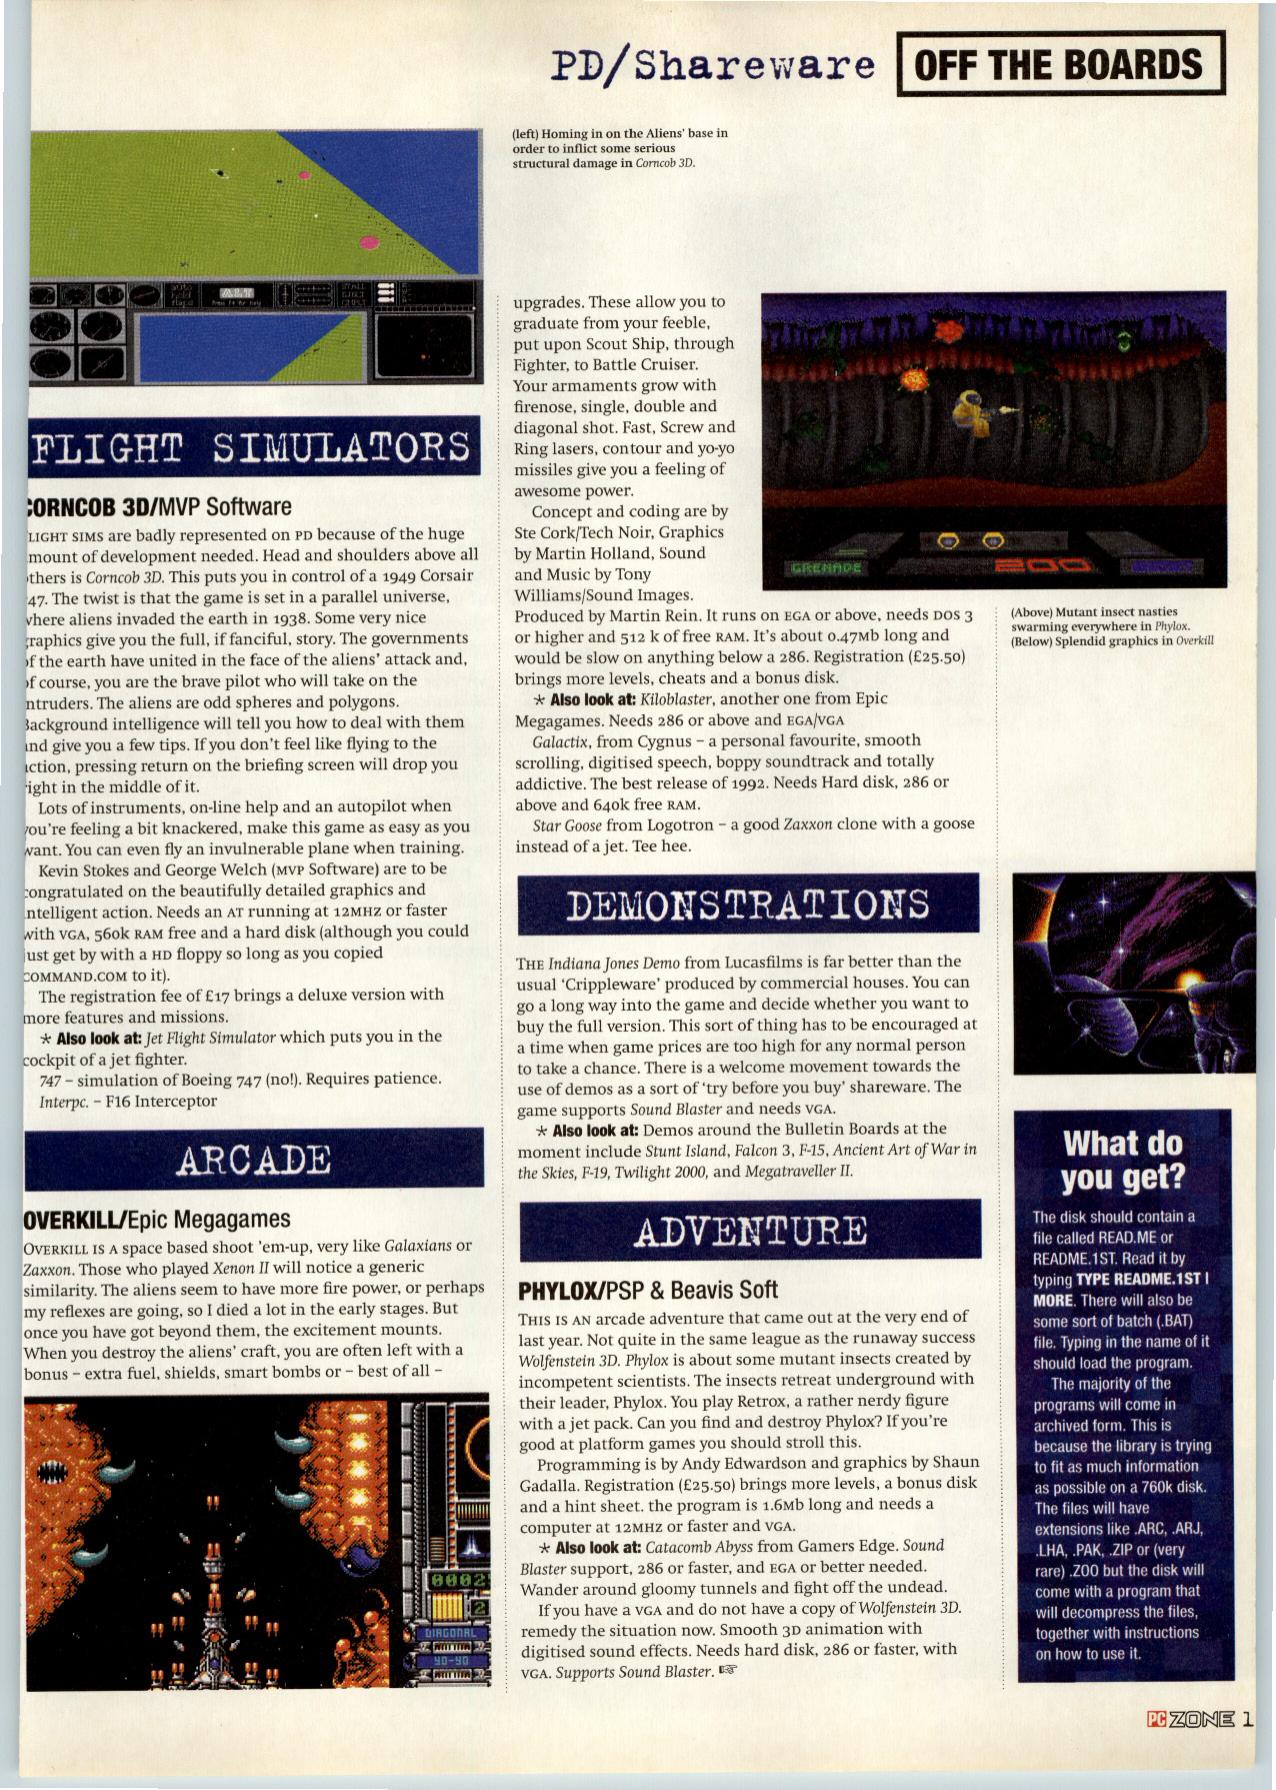 PD/Shareware OFF THE BOARDS
(left) Homing in on the Aliens' base in
order to inflict some serious
structural damage in Corncob 3D.
ALT
FLIGHT SIMULATORS
CORNCOB 3D/MVP Software
LIGHT SIMS are badly represented on PD because of the huge
mount of development needed. Head and shoulders above all
thers is Corncob 3D. This puts you in control of a 1949 Corsair
47. The twist is that the game is set in a parallel universe,
where aliens invaded the earth in 1938. Some very nice
graphics give you the full, if fanciful, story. The governments
of the earth have united in the face of the aliens' attack and,
of course, you are the brave pilot who will take on the
ntruders. The aliens are odd spheres and polygons.
Background intelligence will tell you how to deal with them
and give you a few tips. If you don't feel like flying to the
action, pressing return on the briefing screen will drop you
right in the middle of it.
Lots of instruments, on-line help and an autopilot when
you're feeling a bit knackered, make this game as easy as you
want. You can even fly an invulnerable plane when training.
Kevin Stokes and George Welch (MVP Software) are to be
congratulated on the beautifully detailed graphics and
intelligent action. Needs an AT running at 12MHZ or faster
with VGA, 560k RAM free and a hard disk (although you could
just get by with a HD floppy so long as you copied
COMMAND.COM to it).
The registration fee of £17 brings a deluxe version with
more features and missions.
* Also look at: Jet Flight Simulator which puts you in the
cockpit of a jet fighter.
747 – simulation of Boeing 747 (no!). Requires patience.
Interpc. – F16 Interceptor
ARCADE
OVERKILL/Epic Megagames
OVERKILL IS A space based shoot 'em-up, very like Galaxians or
Zaxxon. Those who played Xenon II will notice a generic
similarity. The aliens seem to have more fire power, or perhaps
my reflexes are going, so I died a lot in the early stages. But
once you have got beyond them, the excitement mounts.
When you destroy the aliens' craft, you are often left with a
bonus – extra fuel, shields, smart bombs or – best of all –
0002
2
DIAGONAL
YO-YO
upgrades. These allow you to
graduate from your feeble,
put upon Scout Ship, through
Fighter, to Battle Cruiser.
Your armaments grow with
firenose, single, double and
diagonal shot. Fast, Screw and
Ring lasers, contour and yo-yo
missiles give you a feeling of
awesome power.
Concept and coding are by
Ste Cork/Tech Noir, Graphics
by Martin Holland, Sound
and Music by Tony
Williams/Sound Images.
Produced by Martin Rein. It runs on EGA or above, needs DOS 3
or higher and 512 k of free RAM. It's about 0.47Mb long and
would be slow on anything below a 286. Registration (£25.50)
brings more levels, cheats and a bonus disk.
* Also look at: Kiloblaster, another one from Epic
Megagames. Needs 286 or above and EGA/VGA
Galactix, from Cygnus – a personal favourite, smooth
scrolling, digitised speech, boppy soundtrack and totally
addictive. The best release of 1992. Needs Hard disk, 286 or
above and 640k free RAM.
Star Goose from Logotron – a good Zaxxon clone with a goose
instead of a jet. Tee hee.
GRENADE
200
(Above) Mutant insect nasties
swarming everywhere in Phylox.
(Below) Splendid graphics in Overkill
DEMONSTRATIONS
THE Indiana Jones Demo from Lucasfilms is far better than the
usual 'Crippleware' produced by commercial houses. You can
go a long way into the game and decide whether you want to
buy the full version. This sort of thing has to be encouraged at
a time when game prices are too high for any normal person
to take a chance. There is a welcome movement towards the
use of demos as a sort of 'try before you buy' shareware. The
game supports Sound Blaster and needs VGA.
* Also look at: Demos around the Bulletin Boards at the
moment include Stunt Island, Falcon 3, F-15, Ancient Art of War in
the Skies, F-19, Twilight 2000, and Megatraveller II.
ADVENTURE
PHYLOX/PSP & Beavis Soft
THIS IS AN arcade adventure that came out at the very end of
last year. Not quite in the same league as the runaway success
Wolfenstein 3D. Phylox is about some mutant insects created by
incompetent scientists. The insects retreat underground with
their leader, Phylox. You play Retrox, a rather nerdy figure
with a jet pack. Can you find and destroy Phylox? If you're
good at platform games you should stroll this.
Programming is by Andy Edwardson and graphics by Shaun
Gadalla. Registration (£25.50) brings more levels, a bonus disk
and a hint sheet. the program is 1.6Mb long and needs a
computer at 12MHZ or faster and VGA.
* Also look at: Catacomb Abyss from Gamers Edge. Sound
Blaster support, 286 or faster, and EGA or better needed.
Wander around gloomy tunnels and fight off the undead.
If you have a VGA and do not have a copy of Wolfenstein 3D.
remedy the situation now. Smooth 3D animation with
digitised sound effects. Needs hard disk, 286 or faster, with
VGA. Supports Sound Blaster. ☞
What do
you get?
The disk should contain a
file called READ.ME or
README.1ST. Read it by
typing TYPE README.1ST |
MORE. There will also be
some sort of batch (.BAT)
file. Typing in the name of it
should load the program.
The majority of the
programs will come in
archived form. This is
because the library is trying
to fit as much information
as possible on a 760k disk.
The files will have
extensions like .ARC, .ARJ,
.LHA, .PAK, .ZIP or (very
rare) .ZOO but the disk will
come with a program that
will decompress the files,
together with instructions
on how to use it.
PC ZONE 1